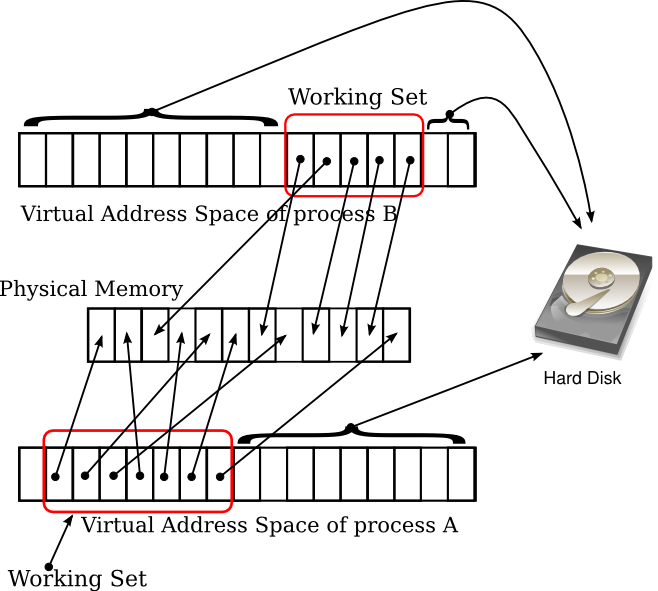 Working Set
Virtual Address Space of process B
Physical Memory
Hard Disk
Virtual Address Space of process A
Working Set